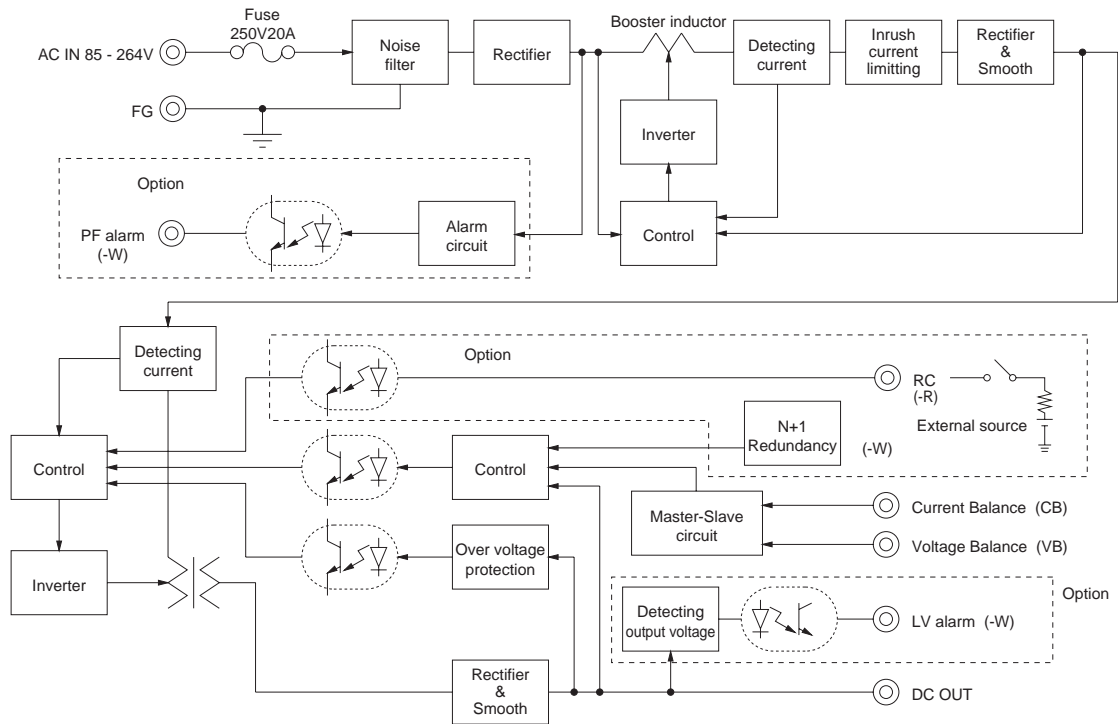 Fuse
250V20A
AC IN 85 - 264V
Noise
filter
Rectifier
Booster inductor
Detecting
current
Inrush
current
limitting
Rectifier
&
Smooth
FG
Inverter
Option
PF alarm
(-W)
Alarm
circuit
Control
Detecting
current
Option
RC
(-R)
External source
N+1
Redundancy
(-W)
Control
Control
Master-Slave
circuit
Current Balance (CB)
Voltage Balance (VB)
Inverter
Over voltage
protection
Option
Detecting
output voltage
LV alarm (-W)
Rectifier
&
Smooth
DC OUT